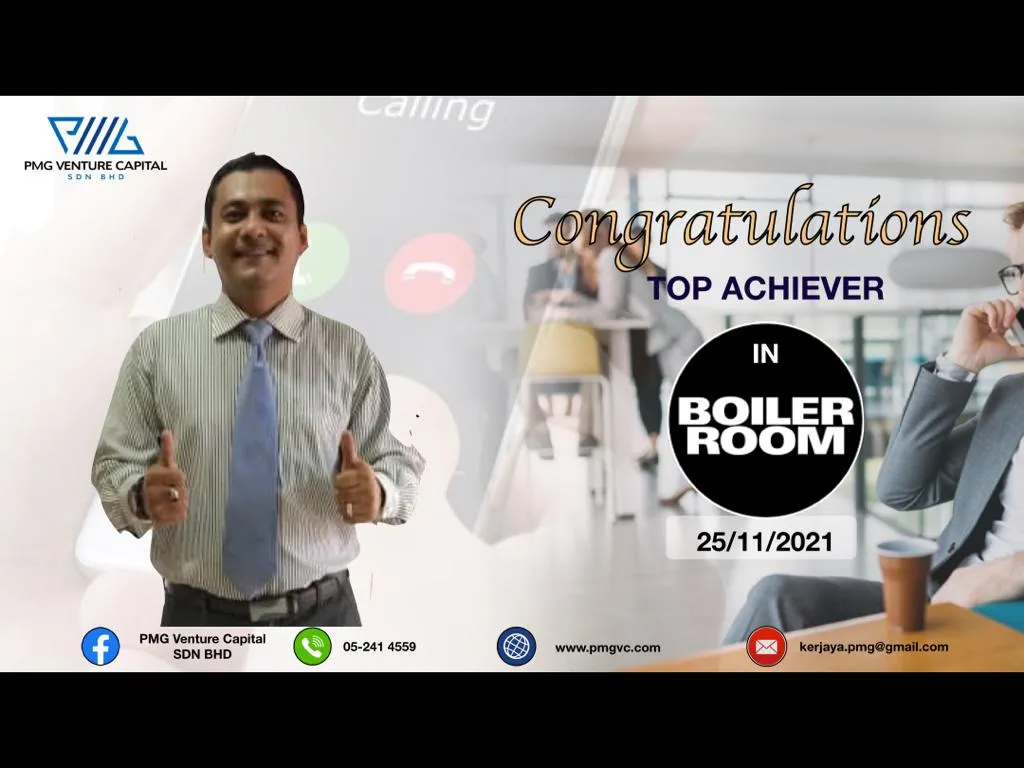 Calling
PMG
PMG VENTURE CAPITAL
SDN BHD
Congratulations
TOP ACHIEVER
IN
BOILER
ROOM
25/11/2021
PMG Venture Capital
SDN BHD
05-241 4559
www.pmgvc.com
kerjaya.pmg@gmail.com